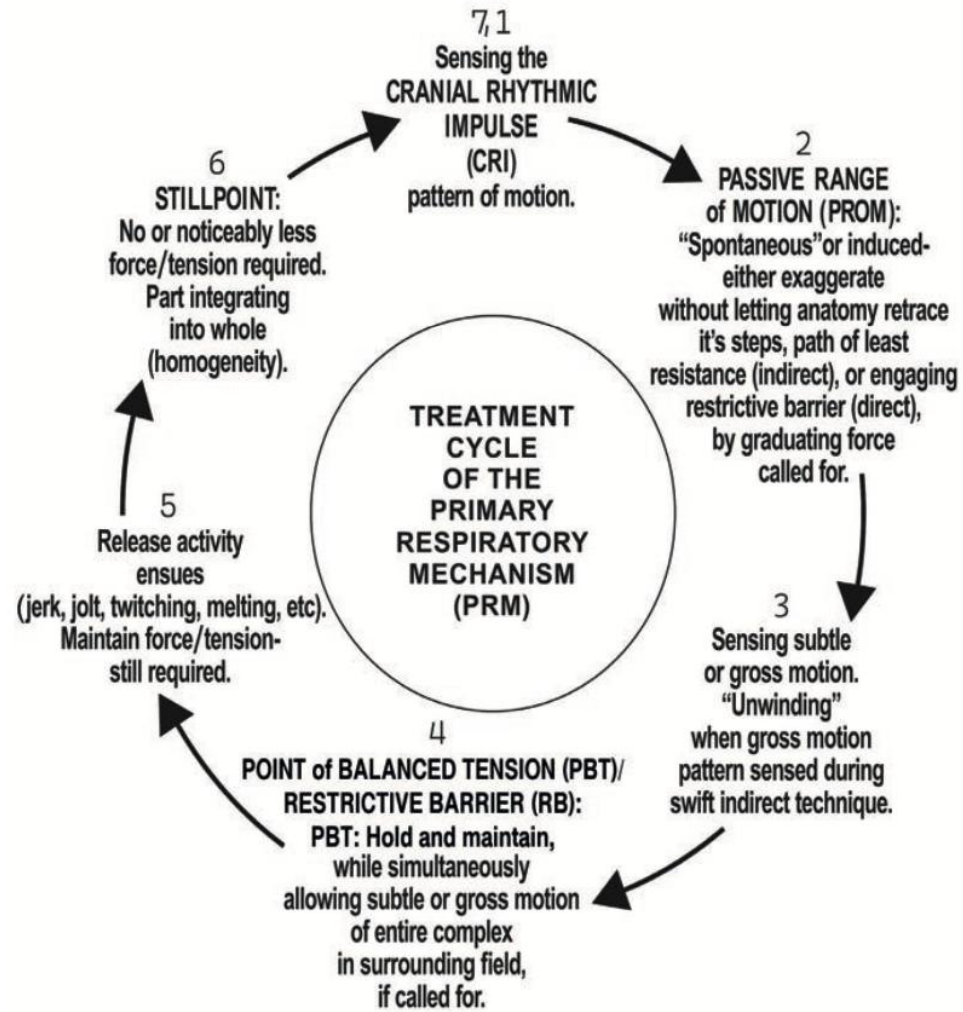 7,1
Sensing the
CRANIAL RHYTHMIC
IMPULSE
(CRI)
pattern of motion.
2
PASSIVE RANGE
of MOTION (PROM):
“Spontaneous”or induced-
either exaggerate
without letting anatomy retrace
it's steps, path of least
resistance (indirect), or engaging
restrictive barrier (direct),
by graduating force
called for.
3
Sensing subtle
or gross motion.
“Unwinding”
when gross motion
pattern sensed during
swift indirect technique.
4
POINT of BALANCED TENSION (PBT)/
RESTRICTIVE BARRIER (RB):
PBT: Hold and maintain,
while simultaneously
allowing subtle or gross motion
of entire complex
in surrounding field,
if called for.
5
Release activity
ensues
(jerk, jolt, twitching, melting, etc).
Maintain force/tension-
still required.
6
STILLPOINT:
No or noticeably less
force/tension required.
Part integrating
into whole
(homogeneity).
TREATMENT
CYCLE
OF THE
PRIMARY
RESPIRATORY
MECHANISM
(PRM)